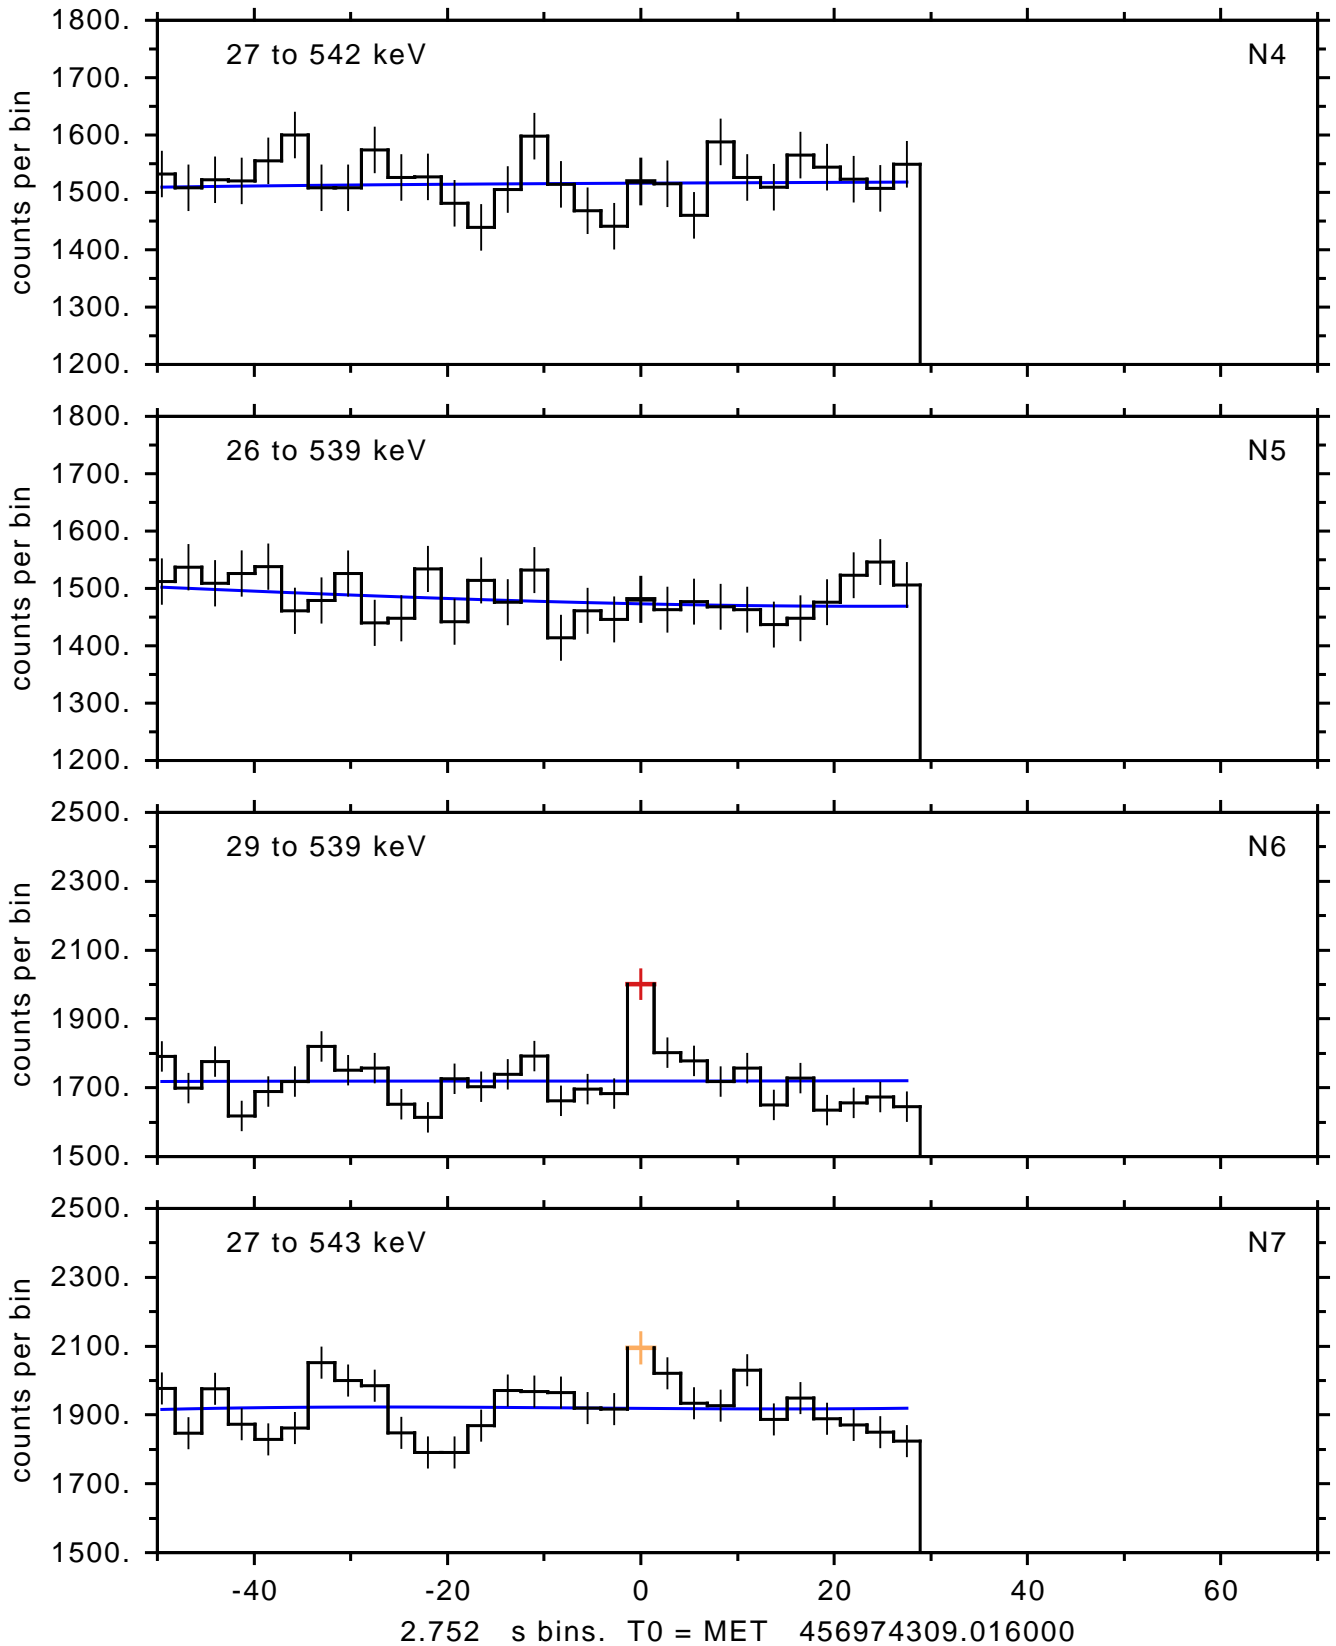 1800.
27 to 542 keV N4
1700.
1600.
1500.
1400.
1300.
1200.
counts per bin
1800.
26 to 539 keV N5
1700.
1600.
1500.
1400.
1300.
1200.
counts per bin
2500.
29 to 539 keV N6
2300.
2100.
1900.
1700.
1500.
counts per bin
2500.
27 to 543 keV N7
2300.
2100.
1900.
1700.
1500.
counts per bin
-40 -20 0 20 40 60
2.752 s bins. T0 = MET 456974309.016000